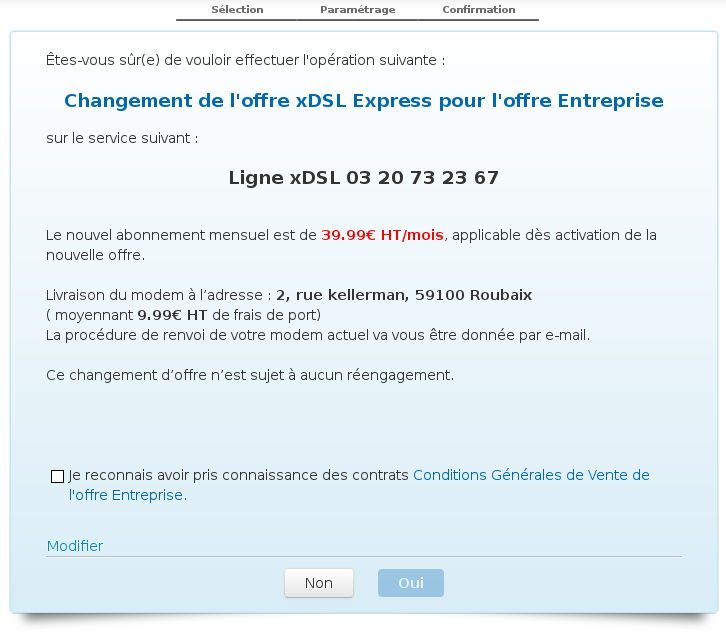 Sélection Paramétrage Confirmation
Êtes-vous sûr(e) de vouloir effectuer l'opération suivante :
Changement de l'offre xDSL Express pour l'offre Entreprise
sur le service suivant :
Ligne xDSL 03 20 73 23 67
Le nouvel abonnement mensuel est de 39.99€ HT/mois, applicable dès activation de la
nouvelle offre.
Livraison du modem à l’adresse : 2, rue kellerman, 59100 Roubaix
( moyennant 9.99€ HT de frais de port)
La procédure de renvoi de votre modem actuel va vous être donnée par e-mail.
Ce changement d’offre n’est sujet à aucun réengagement.
Je reconnais avoir pris connaissance des contrats Conditions Générales de Vente de
l'offre Entreprise.
Modifier
Non Oui